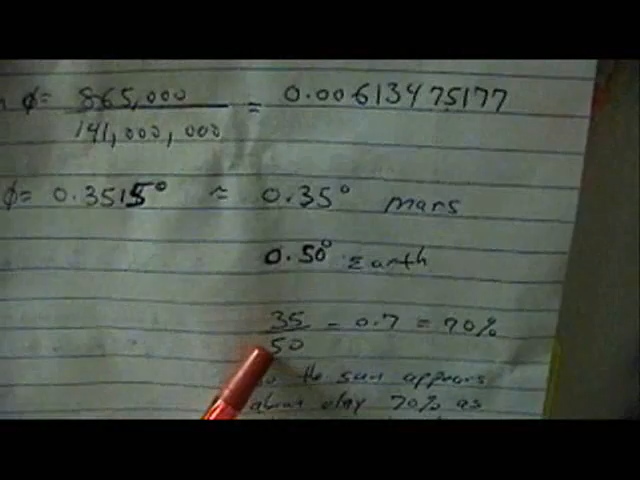 n ϕ= 865,000 = 0.00613475177
141,000,000
ϕ= 0.3515° ≈ 0.35° mars
0.50° Earth
35 - 0.7 = 70%
50
the sun appears
about 70% as